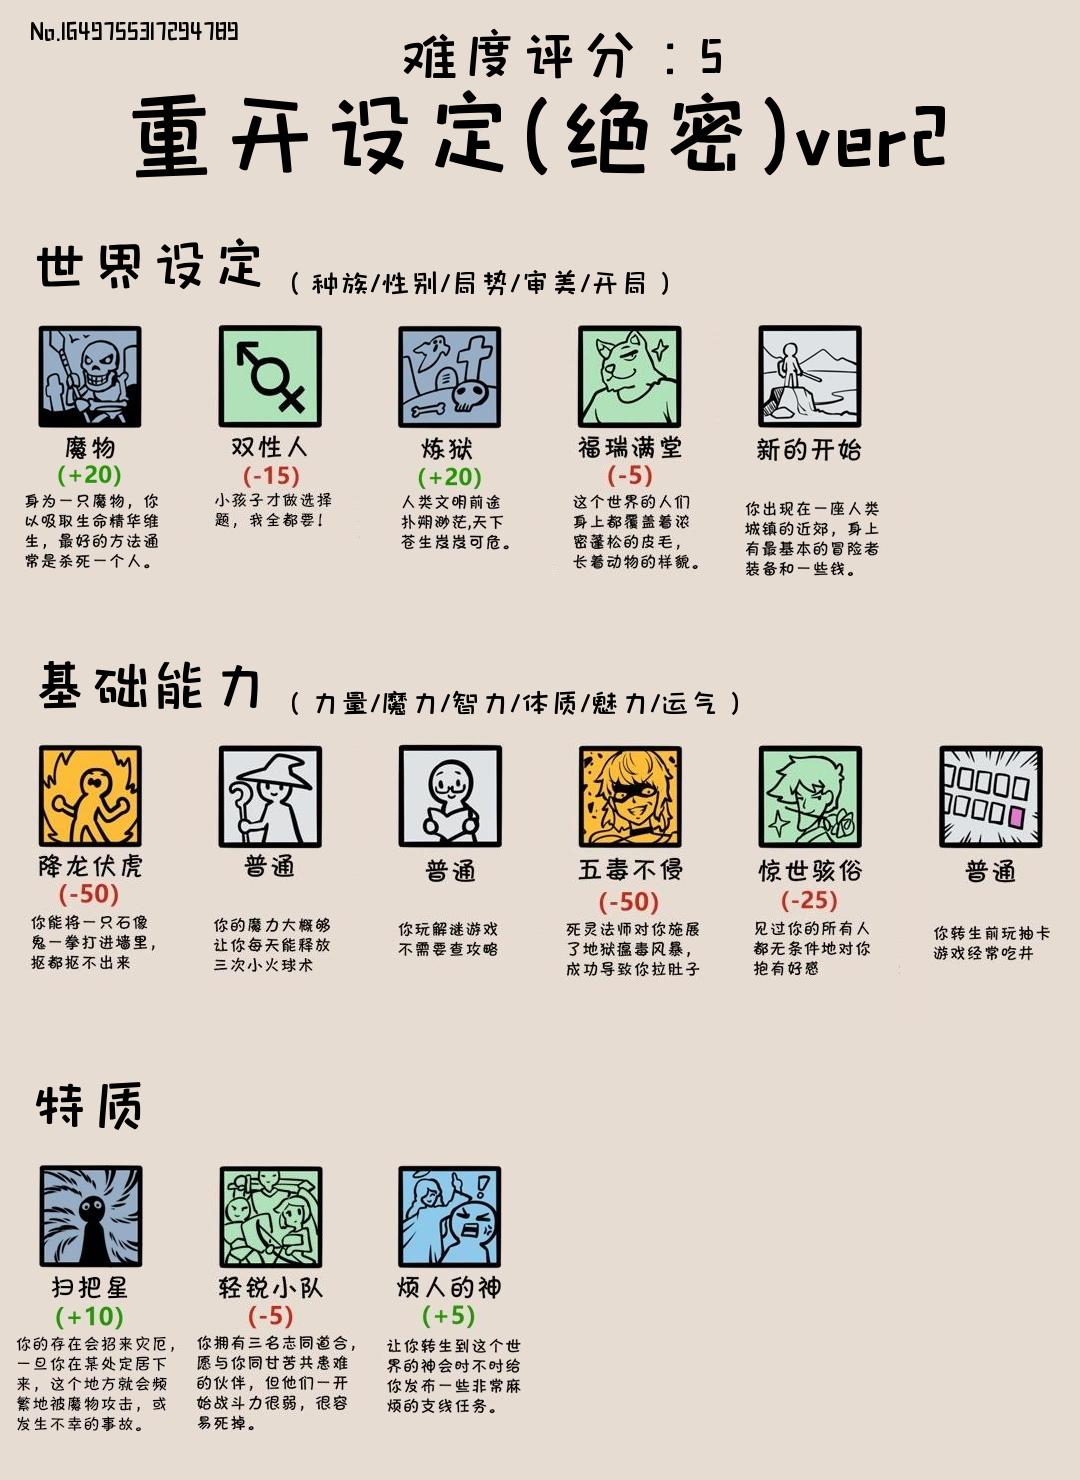 No.1649755317294789
难度评分：5
重开设定(绝密)ver2
世界设定
（种族/性别/局势/审美/开局）
魔物
(+20)
身为一只魔物，你
以吸取生命精华维
生，最好的方法通
常是杀死一个人。
双性人
(-15)
小孩子才做选择
题，我全都要！
炼狱
(+20)
人类文明前途
扑朔渺茫,天下
苍生岌岌可危。
福瑞满堂
(-5)
这个世界的人们
身上都覆盖着浓
密蓬松的皮毛，
长着动物的样貌。
新的开始
你出现在一座人类
城镇的近郊，身上
有最基本的冒险者
装备和一些钱。
基础能力
（力量/魔力/智力/体质/魅力/运气）
降龙伏虎
(-50)
你能将一只石像
鬼一拳打进墙里，
抠都抠不出来
普通
你的魔力大概够
让你每天能释放
三次小火球术
普通
你玩解谜游戏
不需要查攻略
五毒不侵
(-50)
死灵法师对你施展
了地狱瘟毒风暴，
成功导致你拉肚子
惊世骇俗
(-25)
见过你的所有人
都无条件地对你
抱有好感
普通
你转生前玩抽卡
游戏经常吃井
特质
扫把星
(+10)
你的存在会招来灾厄，
一旦你在某处定居下
来，这个地方就会频
繁地被魔物攻击，或
发生不幸的事故。
轻锐小队
(-5)
你拥有三名志同道合，
愿与你同甘苦共患难
的伙伴，但他们一开
始战斗力很弱，很容
易死掉。
烦人的神
(+5)
让你转生到这个世
界的神会时不时给
你发布一些非常麻
烦的支线任务。